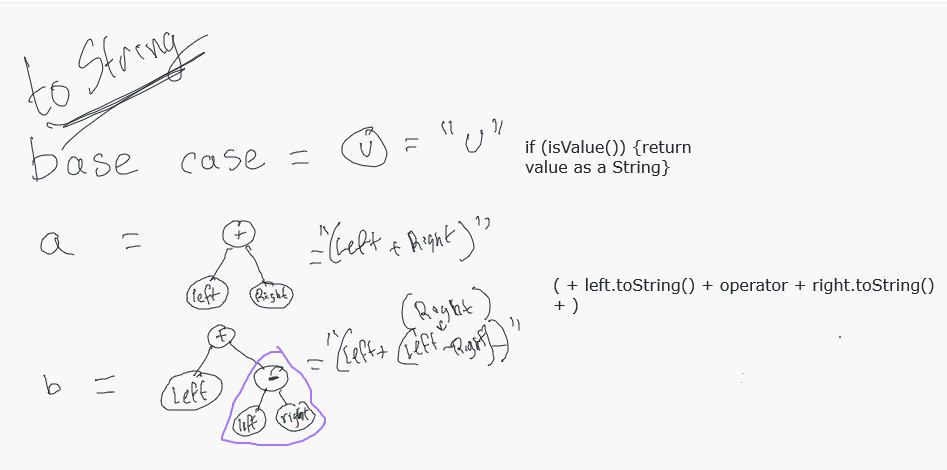 to String
base case = v = "v"
if (isValue()) {return
value as a String}
a = + = "(Left + Right)"
left Right
( + left.toString() + operator + right.toString()
+ )
(Right)
b = + = "(Left + (Left - Right))"
Left -
left right